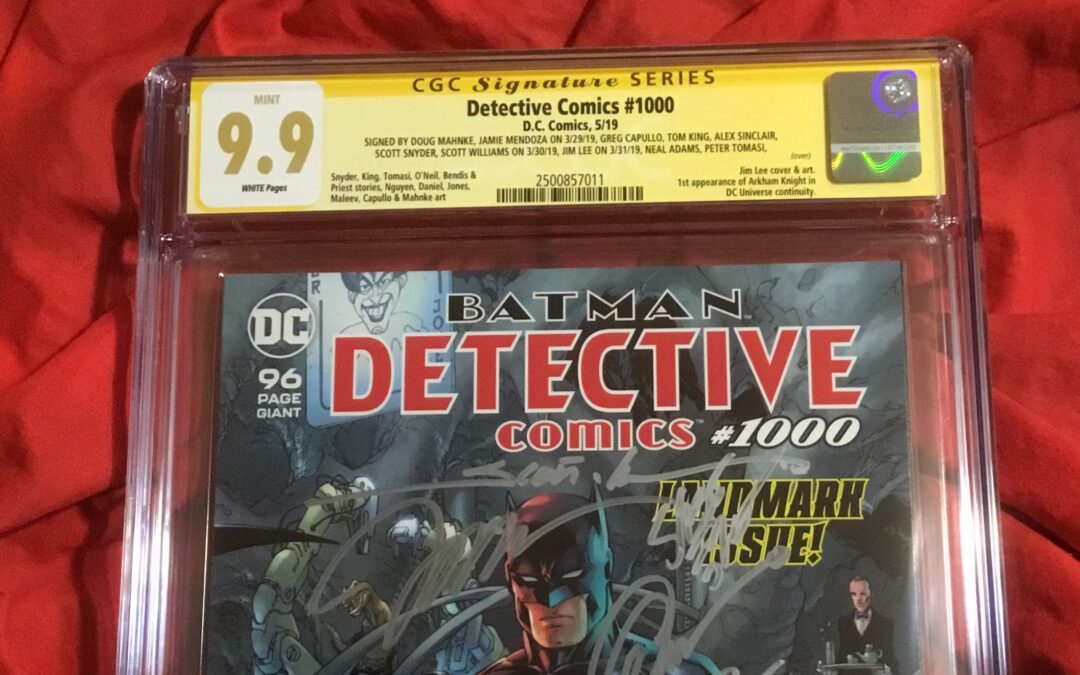 CGC Signature SERIES
Detective Comics #1000
D.C. Comics, 5/19
SIGNED BY DOUG MAHNKE, JAMIE MENDOZA ON 3/29/19, GREG CAPULLO, TOM KING, ALEX SINCLAIR,
SCOTT SNYDER, SCOTT WILLIAMS ON 3/30/19, JIM LEE ON 3/31/19, NEAL ADAMS, PETER TOMASI,
(over)
MINT
9.9
WHITE Pages
Snyder, King, Tomasi, O'Neil, Bendis &
Priest stories, Nguyen, Daniel, Jones,
Maleev, Capullo & Mahnke art
2500857011
Jim Lee cover & art.
1st appearance of Arkham Knight in
DC Universe continuity.
DC
96
PAGE
GIANT
BATMAN™
DETECTIVE
COMICS™ #1000
LANDMARK
ISSUE!